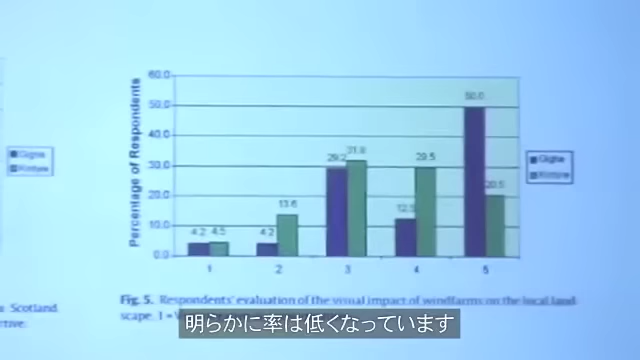 60.0
50.0
40.0
30.0
20.0
10.0
0.0
Percentage of Respondents
4.2 4.5
4.2 13.6
29.2 31.8
12.5 29.5
50.0 20.5
1 2 3 4 5
Gigha
Kintyre
Gigha
Kintyre
Scotland.
Fig. 5. Respondents' evaluation of the visual impact of windfarms on the local land-
scape. 1 =
明らかに率は低くなっています